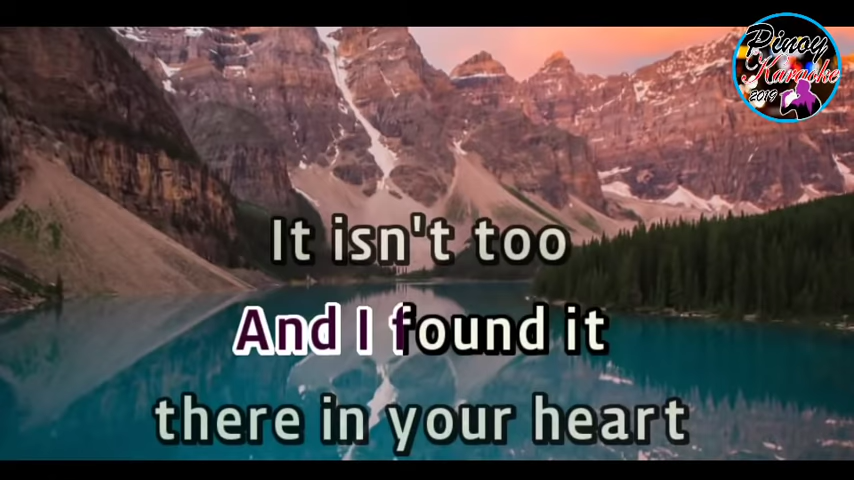 Pinoy
Karaoke
2019
It isn't too
And I found it
there in your heart